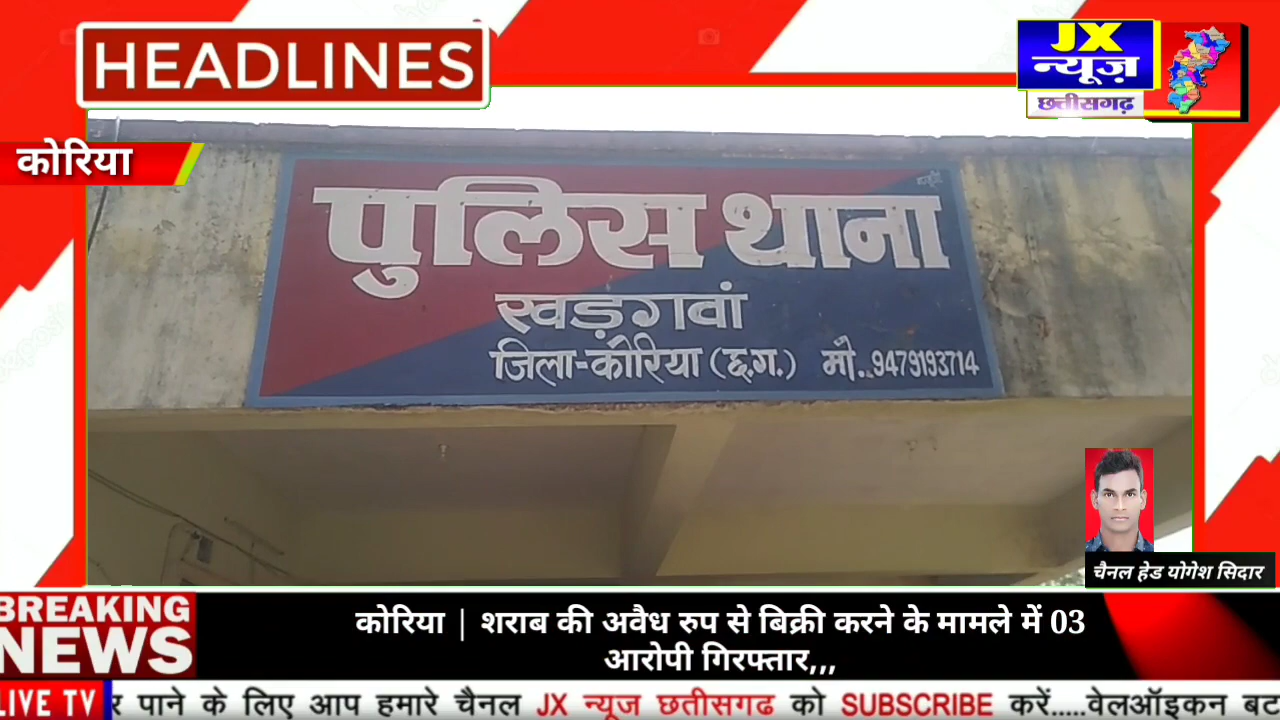 HEADLINES
JX
न्यूज़
छत्तीसगढ़
कोरिया
पुलिस थाना
खड़गवां
जिला-कोरिया (छ.ग.) मो..9479193714
चैनल हेड योगेश सिदार
BREAKING
NEWS
कोरिया | शराब की अवैध रुप से बिक्री करने के मामले में 03
आरोपी गिरफ्तार,,,
LIVE TV
र पाने के लिए आप हमारे चैनल JX न्यूज छत्तीसगढ को SUBSCRIBE करें.....वेलऑइकन बट